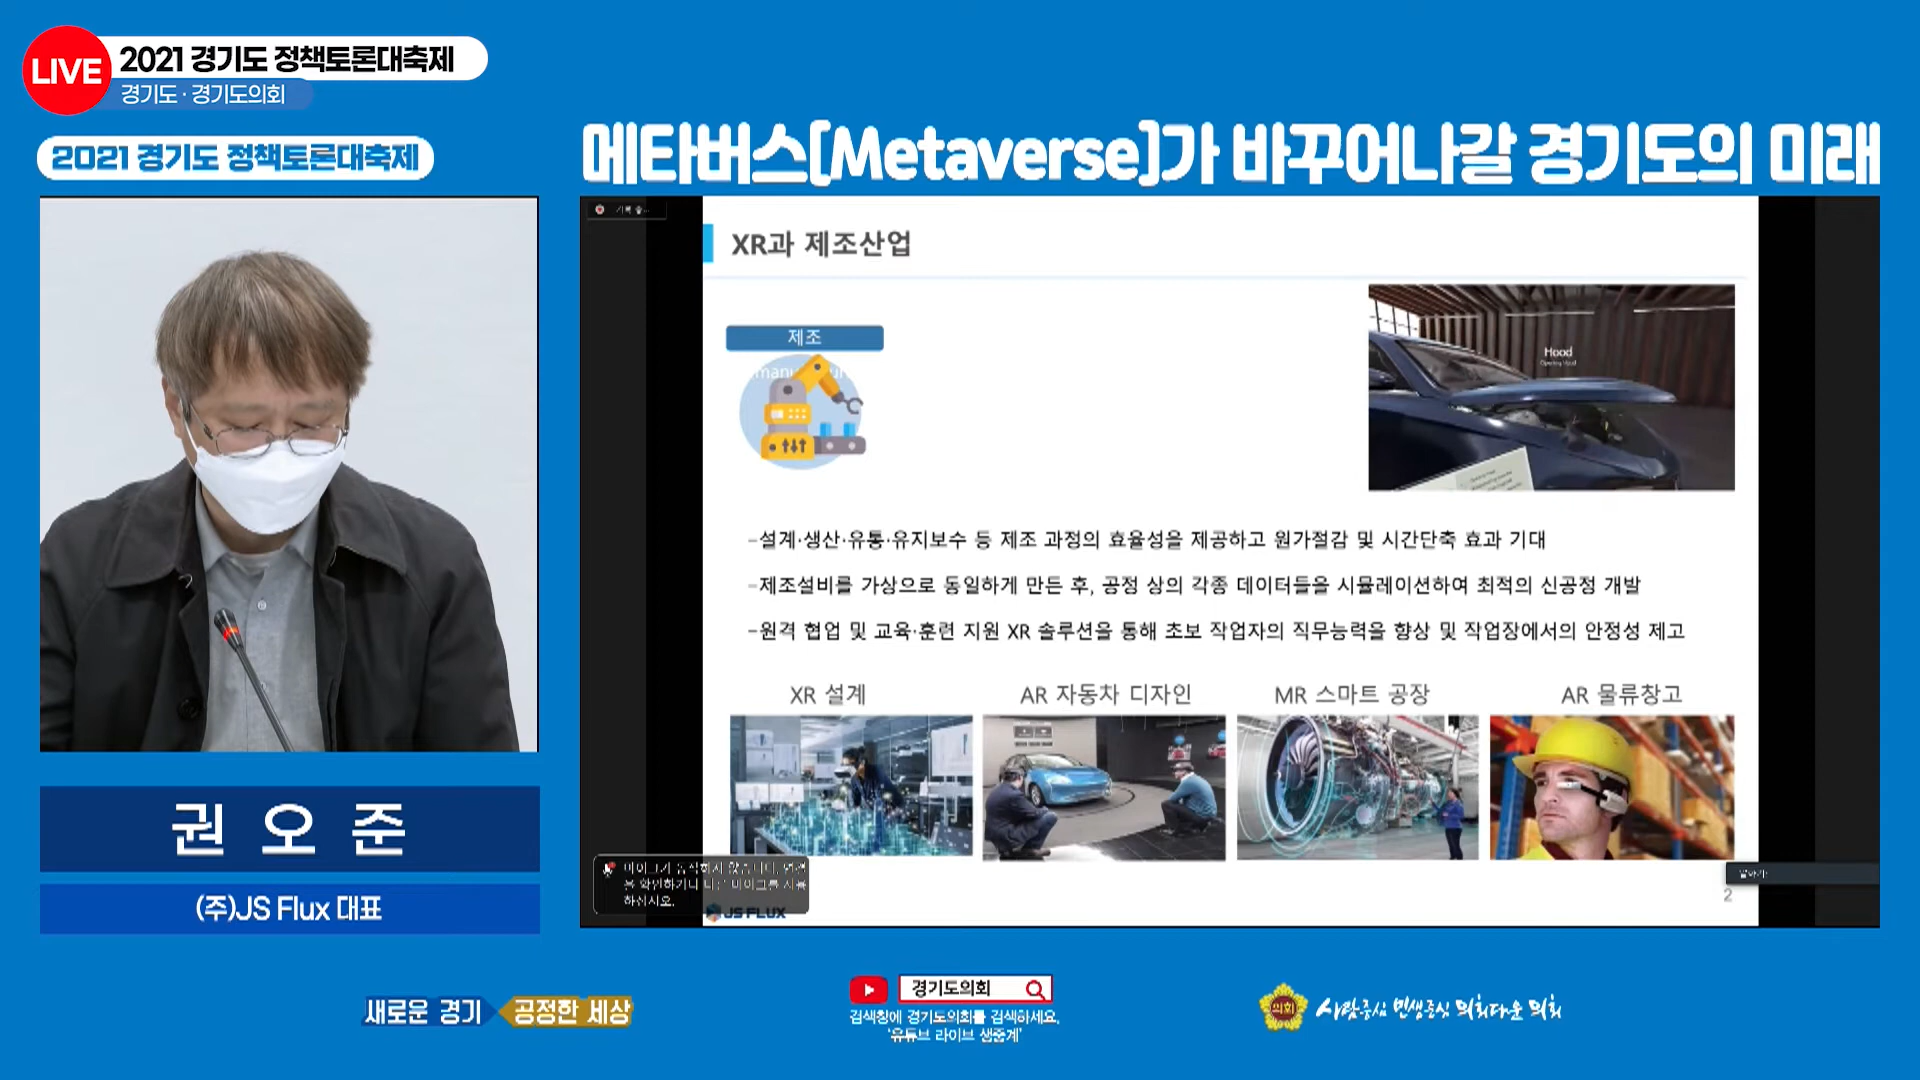 LIVE
2021 경기도 정책토론대축제
경기도·경기도의회
2021 경기도 정책토론대축제
메타버스[Metaverse]가 바꾸어나갈 경기도의 미래
XR과 제조산업
제조
Hood
-설계·생산·유통·유지보수 등 제조 과정의 효율성을 제공하고 원가절감 및 시간단축 효과 기대
-제조설비를 가상으로 동일하게 만든 후, 공정 상의 각종 데이터들을 시뮬레이션하여 최적의 신공정 개발
-원격 협업 및 교육·훈련 지원 XR 솔루션을 통해 초보 작업자의 직무능력을 향상 및 작업장에서의 안정성 제고
XR 설계
AR 자동차 디자인
MR 스마트 공장
AR 물류창고
하십시오.
JS FLUX
2
권오준
(주)JS Flux 대표
새로운 경기
공정한 세상
경기도의회
검색창에 경기도의회를 검색하세요.
'유튜브 라이브 생중계'
의회
사람중심 민생중심 의회다운 의회